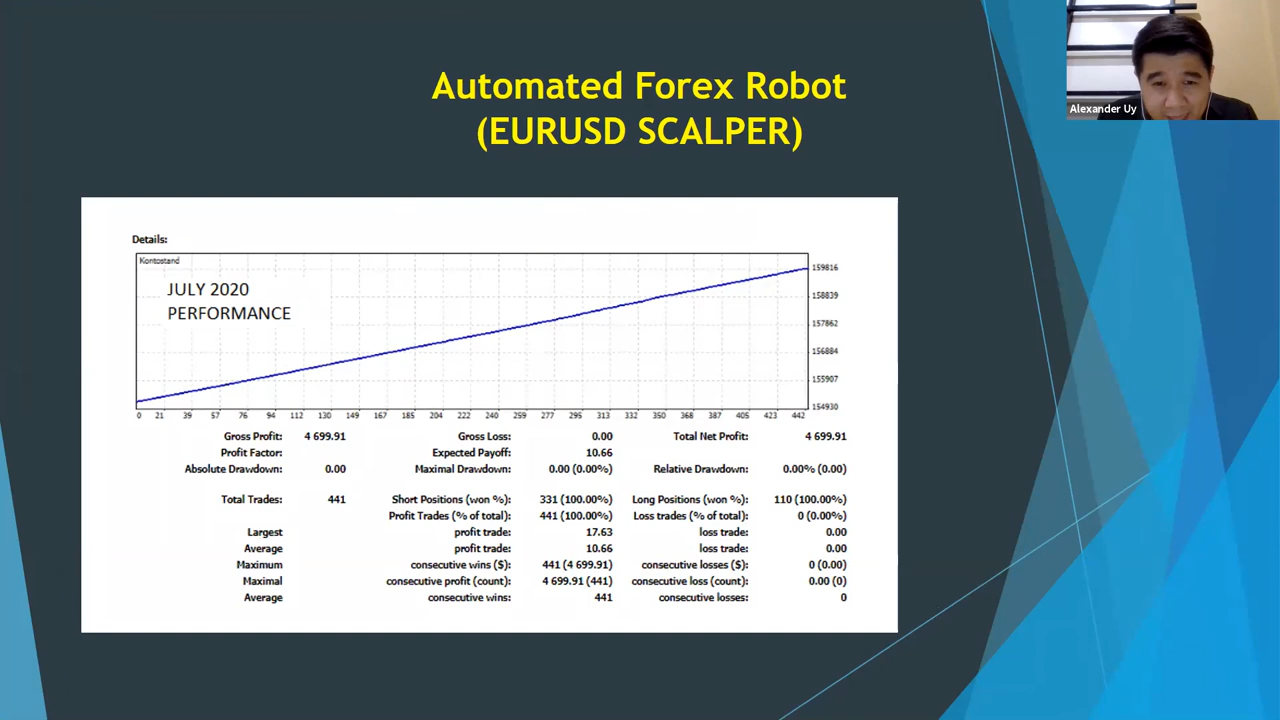 Automated Forex Robot
(EURUSD SCALPER)
Alexander Uy
Details:
Kontostand
JULY 2020
PERFORMANCE
159816
158839
157862
156884
155907
154930
0 21 39 57 76 94 112 130 149 167 185 204 222 240 259 277 295 313 332 350 368 387 405 423 442
Gross Profit: 4 699.91 Gross Loss: 0.00 Total Net Profit: 4 699.91
Profit Factor: Expected Payoff: 10.66
Absolute Drawdown: 0.00 Maximal Drawdown: 0.00 (0.00%) Relative Drawdown: 0.00% (0.00)
Total Trades: 441 Short Positions (won %): 331 (100.00%) Long Positions (won %): 110 (100.00%)
Profit Trades (% of total): 441 (100.00%) Loss trades (% of total): 0 (0.00%)
Largest profit trade: 17.63 loss trade: 0.00
Average profit trade: 10.66 loss trade: 0.00
Maximum consecutive wins ($): 441 (4 699.91) consecutive losses ($): 0 (0.00)
Maximal consecutive profit (count): 4 699.91 (441) consecutive loss (count): 0.00 (0)
Average consecutive wins: 441 consecutive losses: 0